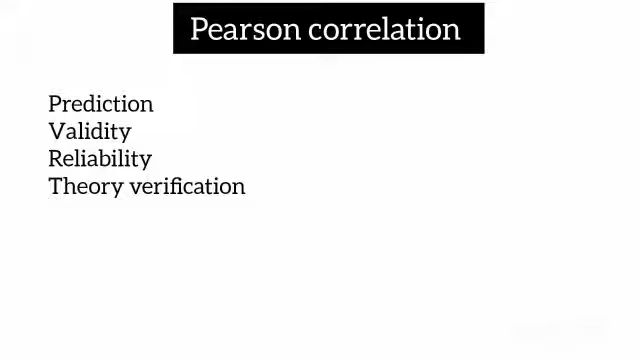 Pearson correlation
Prediction
Validity
Reliability
Theory verification